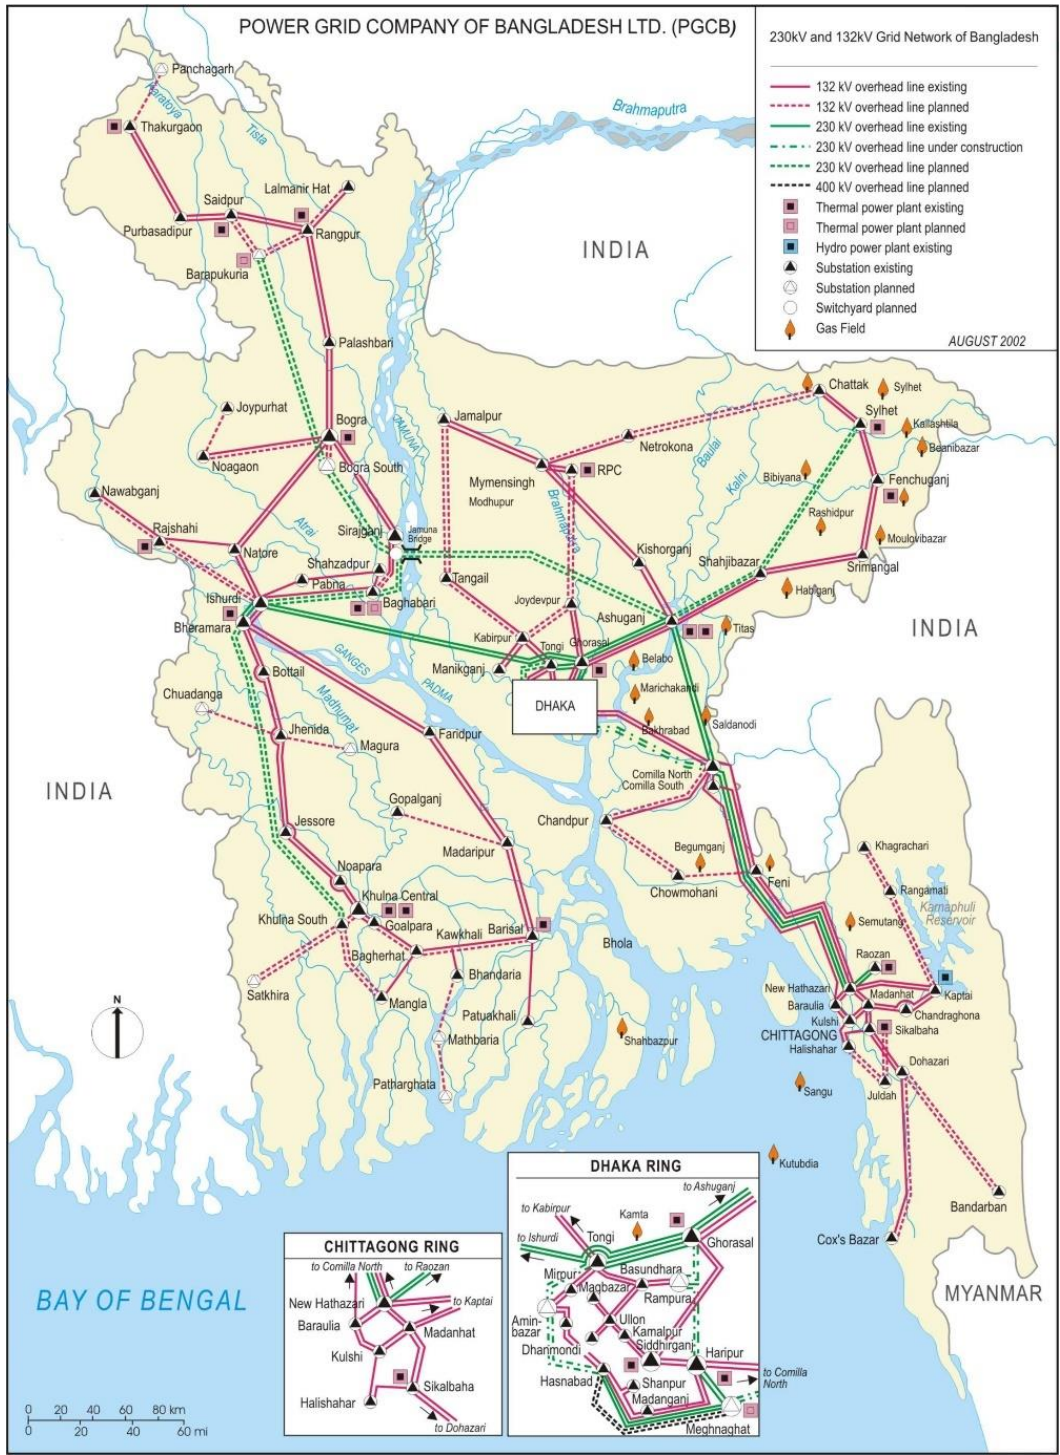 POWER GRID COMPANY OF BANGLADESH LTD. (PGCB)
230kV and 132kV Grid Network of Bangladesh
132 kV overhead line existing
132 kV overhead line planned
230 kV overhead line existing
230 kV overhead line under construction
230 kV overhead line planned
400 kV overhead line planned
Thermal power plant existing
Thermal power plant planned
Hydro power plant existing
Substation existing
Substation planned
Switchyard planned
Gas Field
AUGUST 2002
Panchagarh
Karatoya
Thakurgaon
Tista
Brahmaputra
Lalmanir Hat
Saidpur
Purbasadipur
Rangpur
Barapukuria
INDIA
Palashbari
Joypurhat
Bogra
JAMUNA
Jamalpur
Chattak
Sylhet
Sylhet
Kailashtila
Beanibazar
Netrokona
Baulai
Noagaon
Bogra South
Mymensingh
Modhupur
RPC
Kalni
Bibiyana
Fenchuganj
Nawabganj
Brahmaputra
Rashidpur
Rajshahi
Atrai
Sirajganj
Jamuna
Bridge
Moulovibazar
Natore
Kishorganj
Shahjibazar
Srimangal
Shahzadpur
Pabna
Tangail
Habiganj
Ishurdi
Baghabari
Joydevpur
Ashuganj
Bheramara
Kabirpur
Tongi
Ghorasal
Titas
INDIA
GANGES
Manikganj
Belabo
Bottail
PADMA
Marichakandi
Chuadanga
Madhumat
DHAKA
Bakhrabad
Saldanodi
Jhenida
Magura
Faridpur
INDIA
Comilla North
Comilla South
Gopalganj
Chandpur
Jessore
Madaripur
Begumganj
Khagrachari
Noapara
Chowmohani
Feni
Rangamati
Khulna Central
Karnaphuli
Reservoir
Khulna South
Goalpara
Kawkhali
Barisal
Semutang
Bagherhat
Bhola
Raozan
Satkhira
Bhandaria
New Hathazari
Madanhat
Kaptai
Mangla
Baraulia
Chandraghona
Patuakhali
Kulshi
Sikalbaha
N
Mathbaria
Shahbazpur
CHITTAGONG
Halishahar
Dohazari
Patharghata
Sangu
Juldah
Kutubdia
Bandarban
Cox's Bazar
MYANMAR
BAY OF BENGAL
0 20 40 60 80 km
0 20 40 60 mi
CHITTAGONG RING
to Comilla North
to Raozan
New Hathazari
to Kaptai
Baraulia
Madanhat
Kulshi
Sikalbaha
Halishahar
to Dohazari
DHAKA RING
to Ashuganj
to Kabirpur
Kamta
to Ishurdi
Tongi
Ghorasal
Mirpur
Basundhara
Maqbazar
Rampura
Amin-
bazar
Ullon
Kamalpur
Dhanmondi
Siddhirganj
Haripur
Hasnabad
to Comilla
North
Shanpur
Madanganj
Meghnaghat